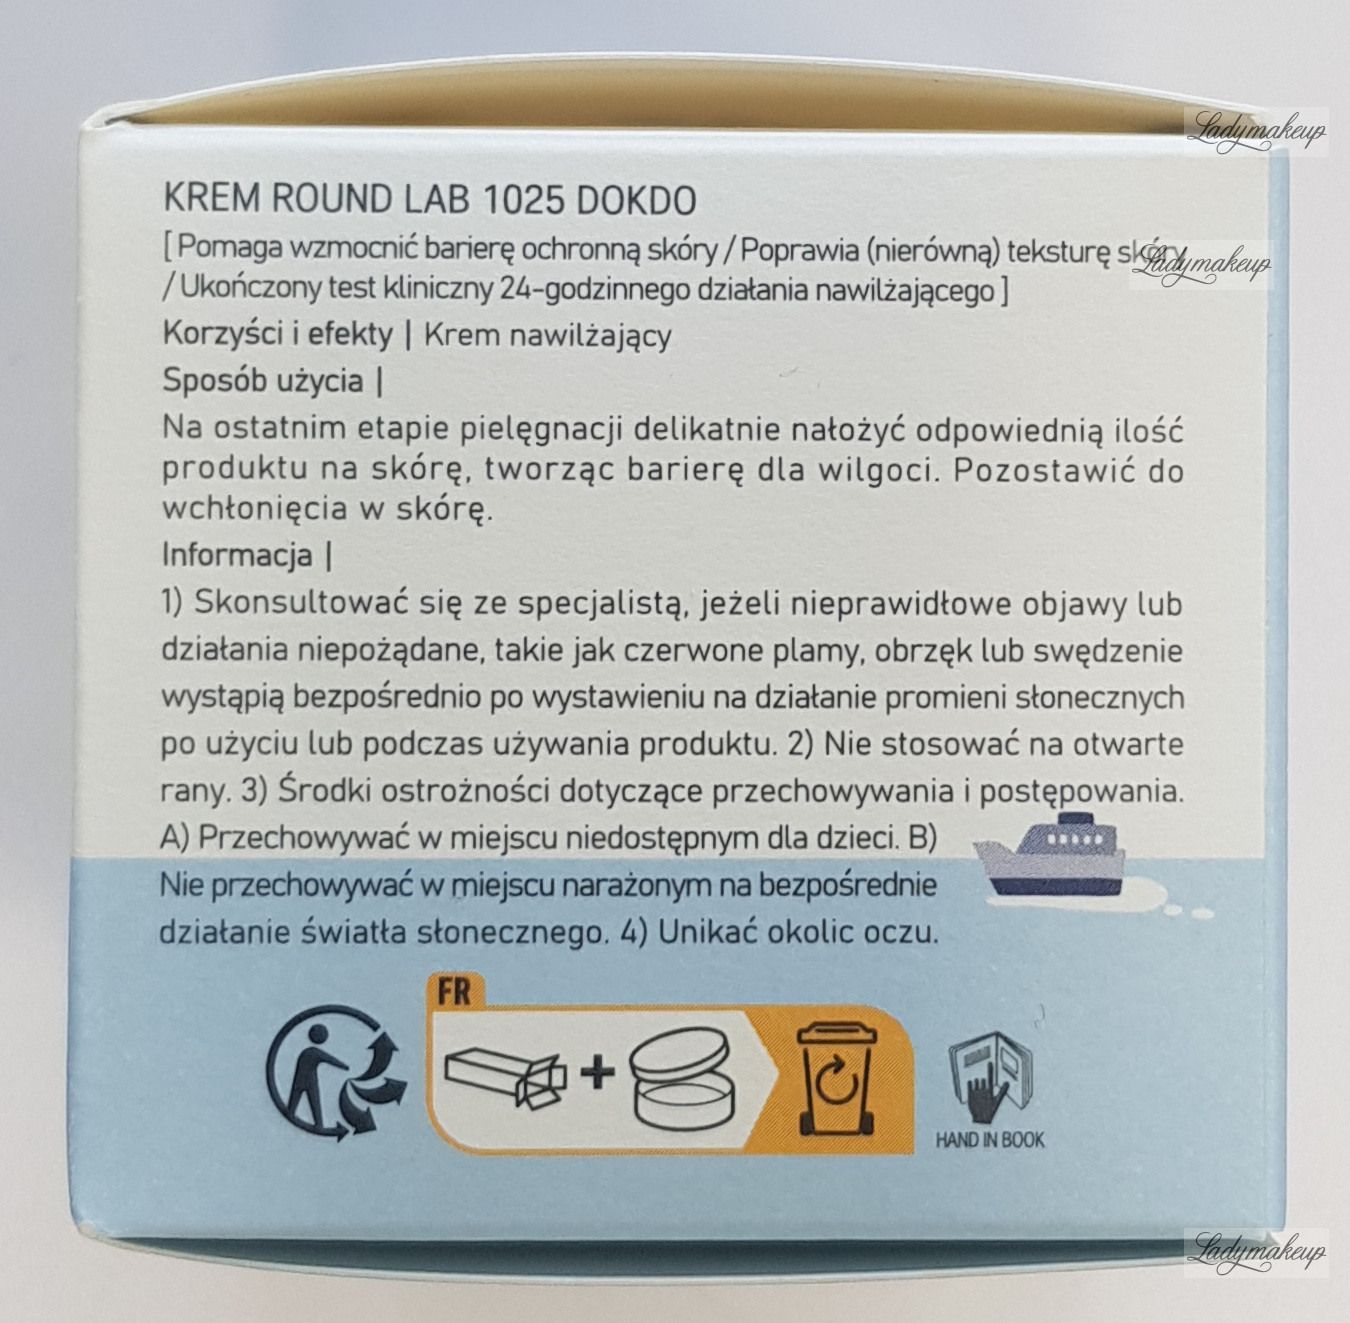 KREM ROUND LAB 1025 DOKDO
[ Pomaga wzmocnić barierę ochronną skóry / Poprawia (nierówną) teksturę skóry
/ Ukończony test kliniczny 24-godzinnego działania nawilżającego ]
Korzyści i efekty | Krem nawilżający
Sposób użycia |
Na ostatnim etapie pielęgnacji delikatnie nałożyć odpowiednią ilość
produktu na skórę, tworząc barierę dla wilgoci. Pozostawić do
wchłonięcia w skórę.
Informacja |
1) Skonsultować się ze specjalistą, jeżeli nieprawidłowe objawy lub
działania niepożądane, takie jak czerwone plamy, obrzęk lub swędzenie
wystąpią bezpośrednio po wystawieniu na działanie promieni słonecznych
po użyciu lub podczas używania produktu. 2) Nie stosować na otwarte
rany. 3) Środki ostrożności dotyczące przechowywania i postępowania.
A) Przechowywać w miejscu niedostępnym dla dzieci. B)
Nie przechowywać w miejscu narażonym na bezpośrednie
działanie światła słonecznego. 4) Unikać okolic oczu.
FR
HAND IN BOOK
Ladymakeup
Ladymakeup
Ladymakeup